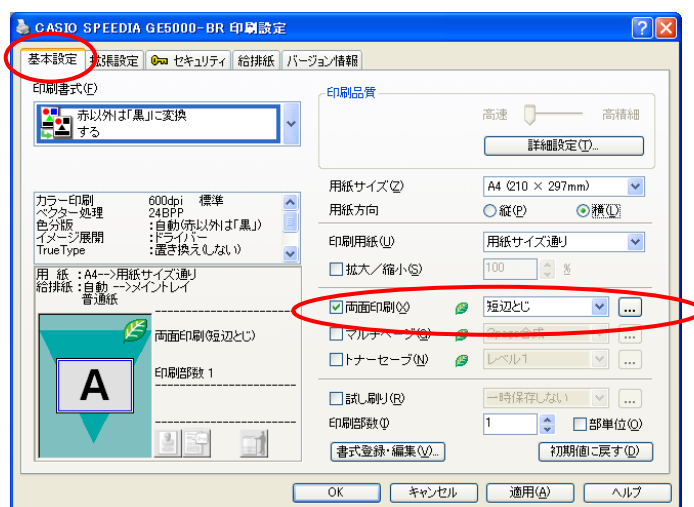 CASIO SPEEDIA GE5000-BR 印刷設定
基本設定 拡張設定 セキュリティ 給排紙 バージョン情報
印刷書式(F)
赤以外は「黒」に変換
する
カラー印刷 600dpi 標準
ベクター処理 24BPP
色分版 :自動(赤以外は「黒」)
イメージ展開 :ドライバー
TrueType :置き換え(しない)
用 紙 :A4-->用紙サイズ通り
給排紙 :自動 -->メイントレイ
普通紙
両面印刷(短辺とじ)
印刷部数 1
A
印刷品質
高速 高精細
詳細設定(T)...
用紙サイズ(Z) A4 (210 × 297mm)
用紙方向 縦(P) 横(L)
印刷用紙(U) 用紙サイズ通り
拡大/縮小(S) 100 %
両面印刷(X) 短辺とじ ...
マルチページ(G) ...
トナーセーブ(N) レベル1 ...
試し刷り(R) 一時保存しない ...
印刷部数(I) 1 部単位(O)
書式登録・編集(V)... 初期値に戻す(D)
OK キャンセル 適用(A) ヘルプ